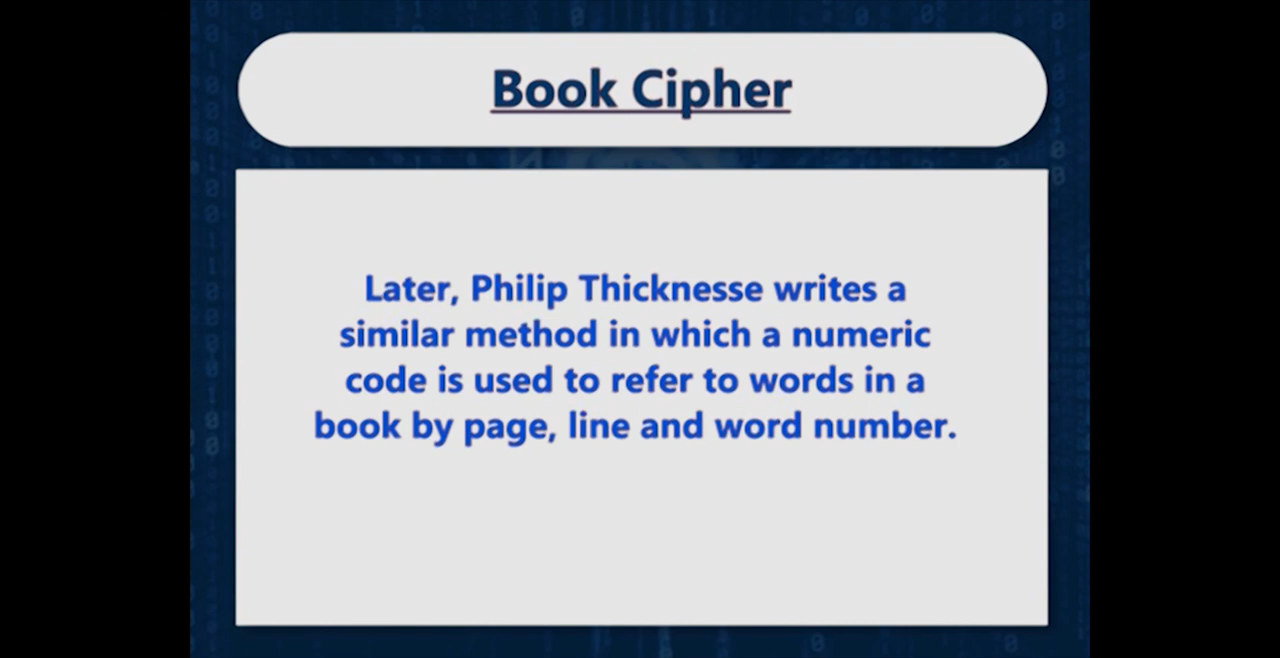 Book Cipher
Later, Philip Thicknesse writes a
similar method in which a numeric
code is used to refer to words in a
book by page, line and word number.